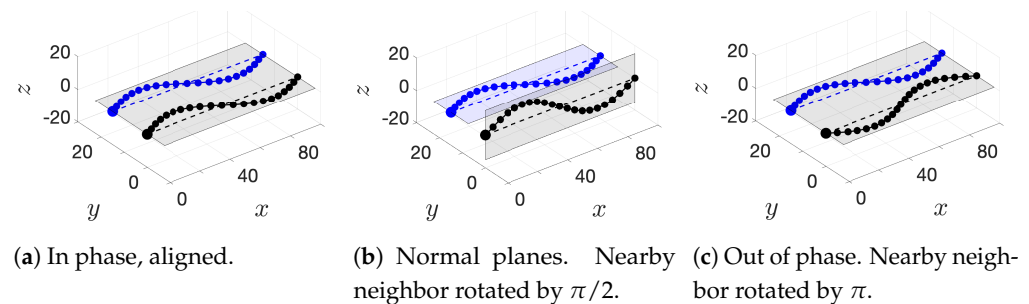 20
0
-20
z
20
0
y
0
40
80
x
20
0
-20
z
20
0
y
0
40
80
x
20
0
-20
z
20
0
y
0
40
80
x
(a) In phase, aligned.
(b) Normal planes. Nearby
neighbor rotated by π/2.
(c) Out of phase. Nearby neigh-
bor rotated by π.